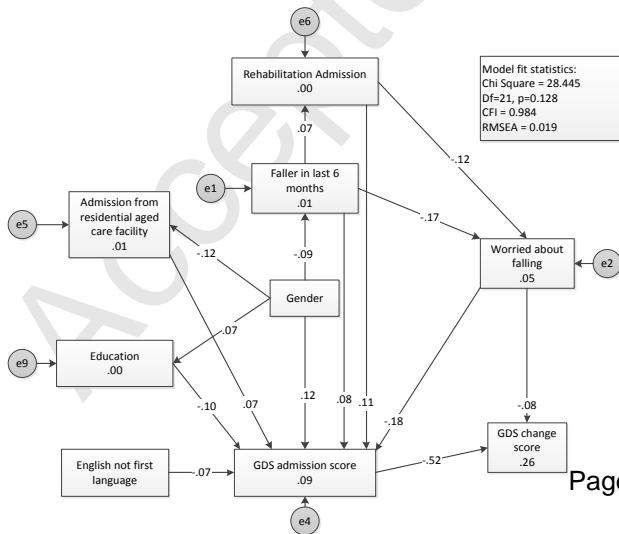 e6
Rehabilitation Admission
.00
Model fit statistics:
Chi Square = 28.445
Df=21, p=0.128
CFI = 0.984
RMSEA = 0.019
.07
-.12
e1
Faller in last 6
months
.01
Admission from
residential aged
care facility
.01
e5
-.17
Worried about
falling
.05
e2
-.12
-.09
Gender
.07
Education
.00
e9
-.10
.07
.12
.08
.11
-.18
-.08
English not first
language
-.07
GDS admission score
.09
-.52
GDS change
score
.26
Page
e4
Accepte